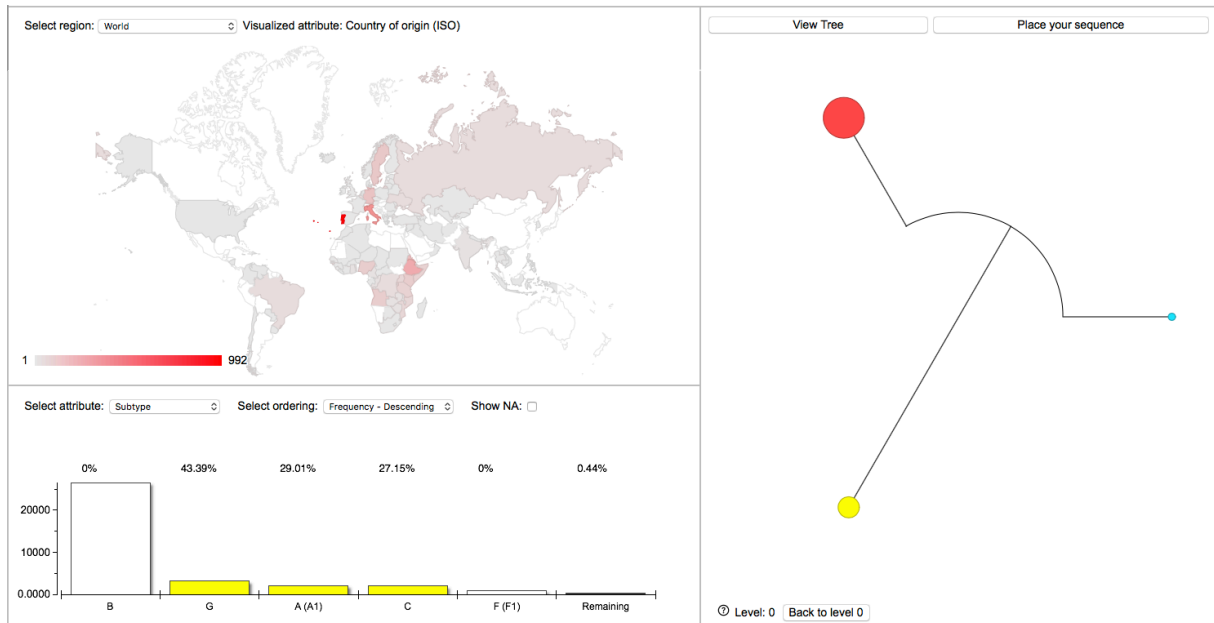 Select region: World Visualized attribute: Country of origin (ISO)
1 992
Select attribute: Subtype Select ordering: Frequency - Descending Show NA:
0% 43.39% 29.01% 27.15% 0% 0.44%
20000
10000
0.0000
B G A (A1) C F (F1) Remaining
View Tree Place your sequence
? Level: 0 Back to level 0